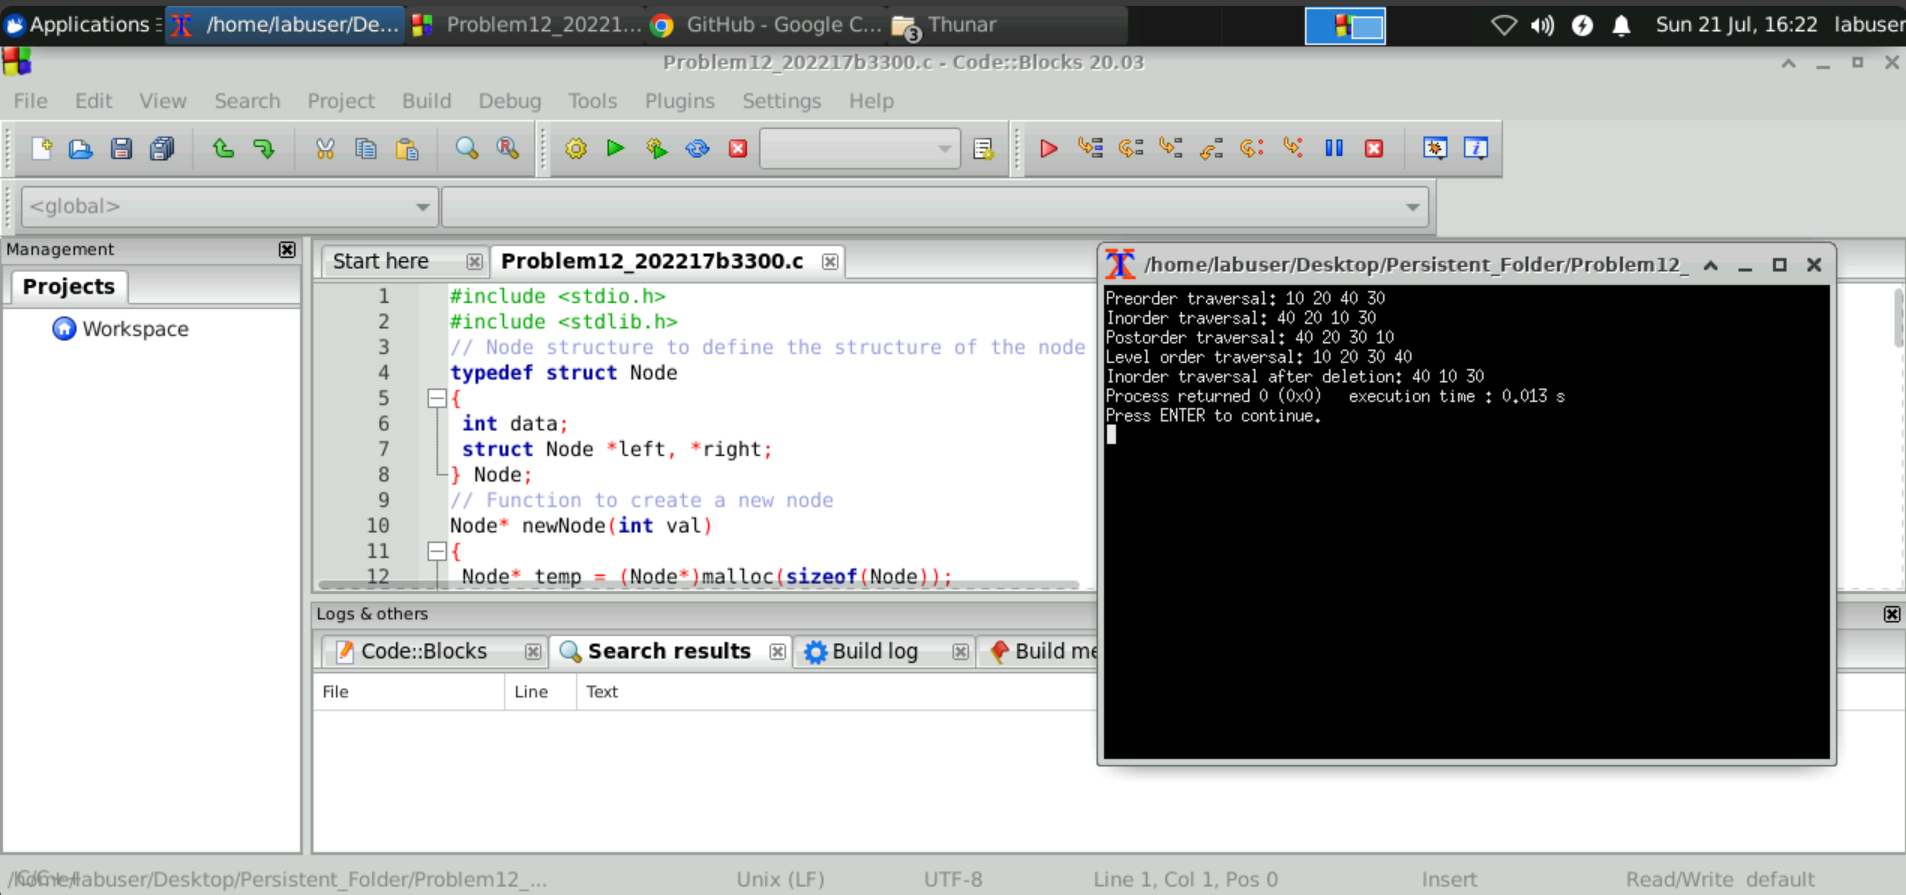 Applications
/home/labuser/De...
Problem12_20221...
GitHub - Google C...
3
Thunar
Sun 21 Jul, 16:22
labuser
Problem12_202217b3300.c - Code::Blocks 20.03
File Edit View Search Project Build Debug Tools Plugins Settings Help
<global>
Management
Projects
Workspace
Start here
Problem12_202217b3300.c
1 #include <stdio.h>
2 #include <stdlib.h>
3 // Node structure to define the structure of the node
4 typedef struct Node
5 {
6 int data;
7 struct Node *left, *right;
8 } Node;
9 // Function to create a new node
10 Node* newNode(int val)
11 {
12 Node* temp = (Node*)malloc(sizeof(Node));
/home/labuser/Desktop/Persistent_Folder/Problem12_
Preorder traversal: 10 20 40 30
Inorder traversal: 40 20 10 30
Postorder traversal: 40 20 30 10
Level order traversal: 10 20 30 40
Inorder traversal after deletion: 40 10 30
Process returned 0 (0x0) execution time : 0.013 s
Press ENTER to continue.
Logs & others
Code::Blocks
Search results
Build log
Build me
File Line Text
/home/labuser/Desktop/Persistent_Folder/Problem12_...
Unix (LF)
UTF-8
Line 1, Col 1, Pos 0
Insert
Read/Write
default